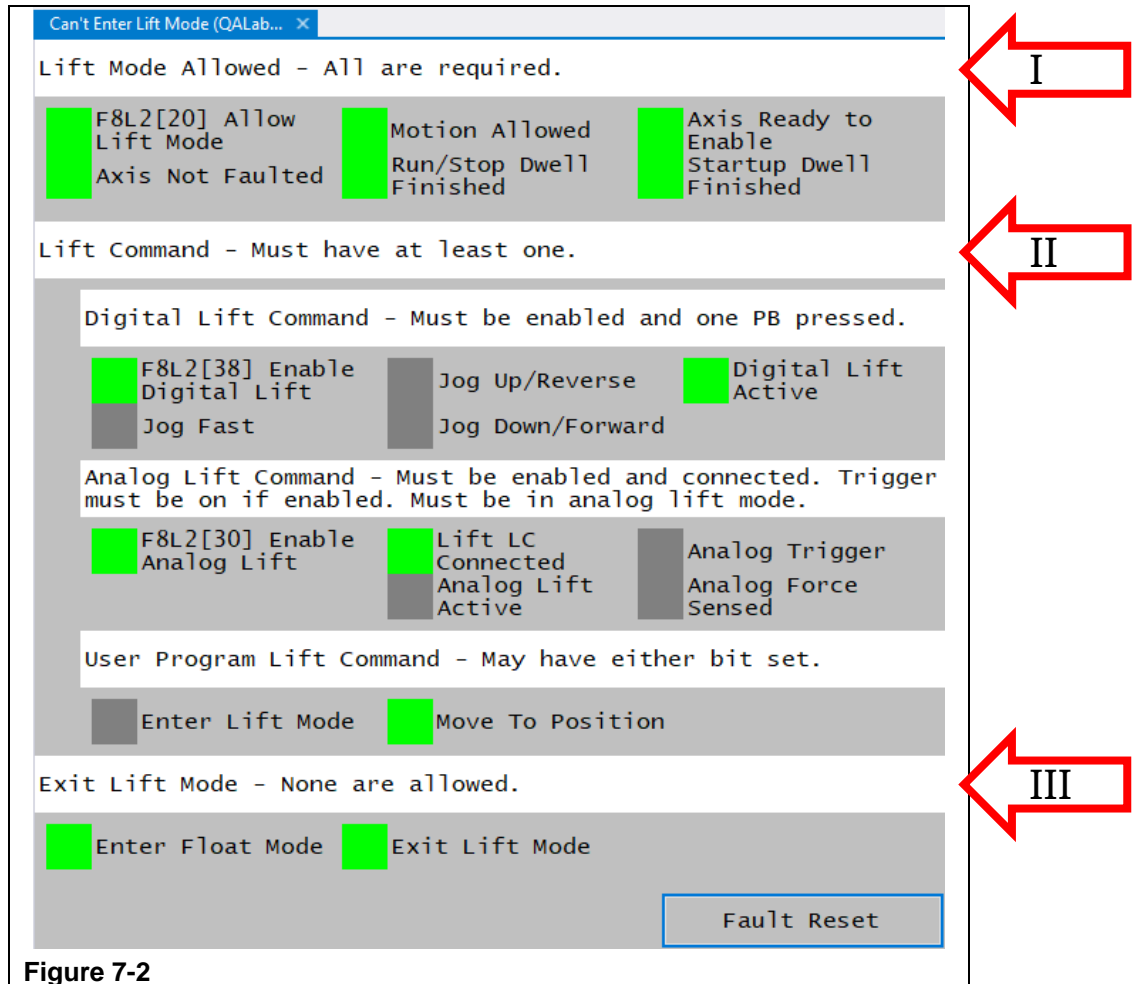 Can't Enter Lift Mode (QALab... ×
Lift Mode Allowed - All are required.
I
F8L2[20] Allow
Lift Mode
Motion Allowed
Axis Ready to
Enable
Axis Not Faulted
Run/Stop Dwell
Finished
Startup Dwell
Finished
Lift Command - Must have at least one.
II
Digital Lift Command - Must be enabled and one PB pressed.
F8L2[38] Enable
Digital Lift
Jog Up/Reverse
Digital Lift
Active
Jog Fast
Jog Down/Forward
Analog Lift Command - Must be enabled and connected. Trigger
must be on if enabled. Must be in analog lift mode.
F8L2[30] Enable
Analog Lift
Lift LC
Connected
Analog Trigger
Analog Lift
Active
Analog Force
Sensed
User Program Lift Command - May have either bit set.
Enter Lift Mode
Move To Position
Exit Lift Mode - None are allowed.
III
Enter Float Mode
Exit Lift Mode
Fault Reset
Figure 7-2